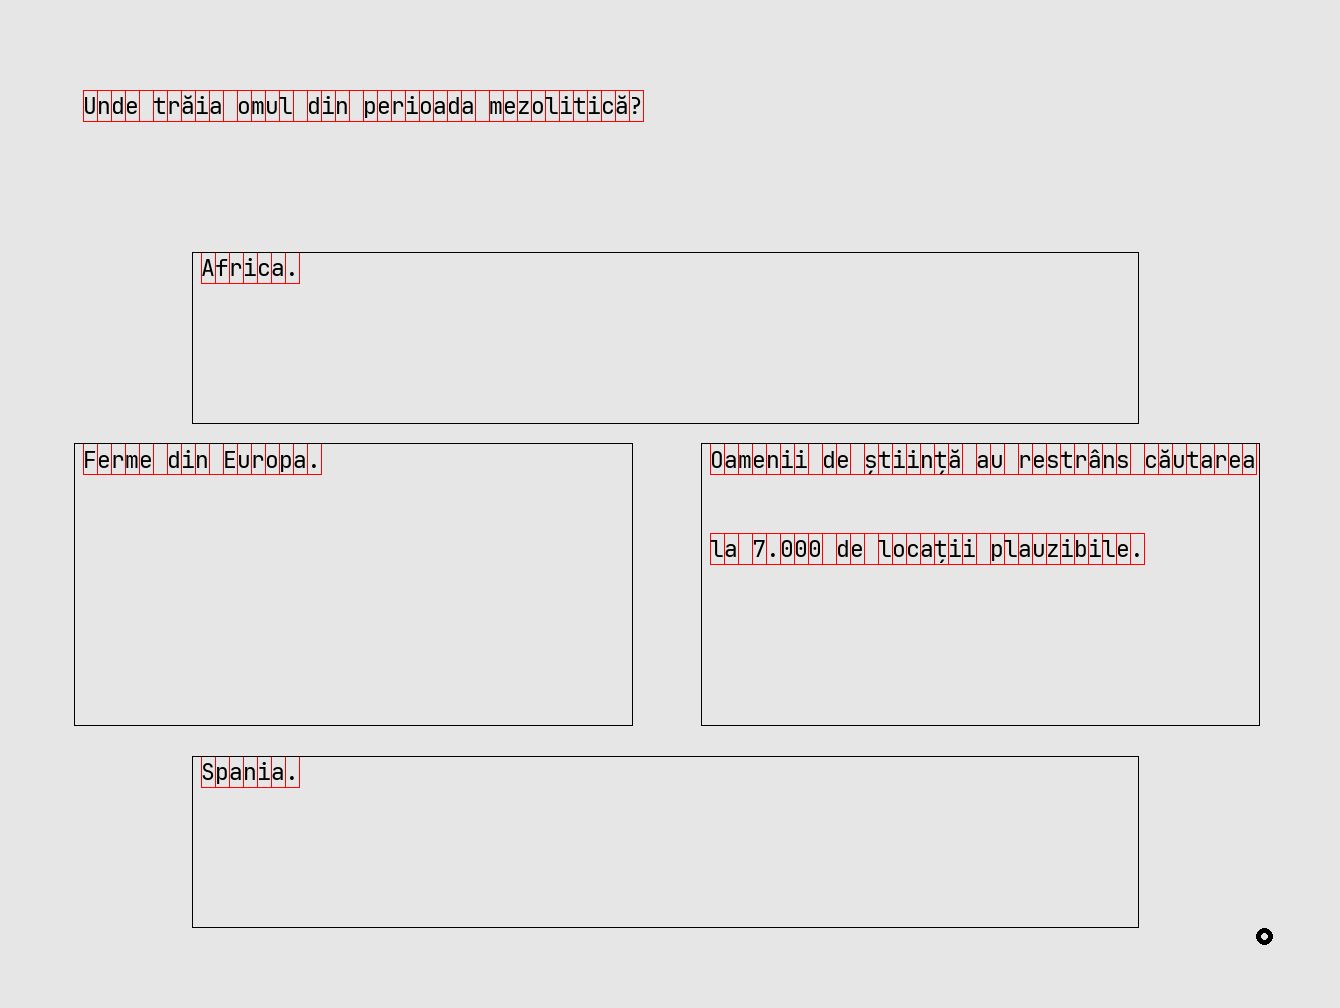 Unde trăia omul din perioada mezolitică?
Africa.
Ferme din Europa.
Oamenii de știință au restrâns căutarea
la 7.000 de locații plauzibile.
Spania.